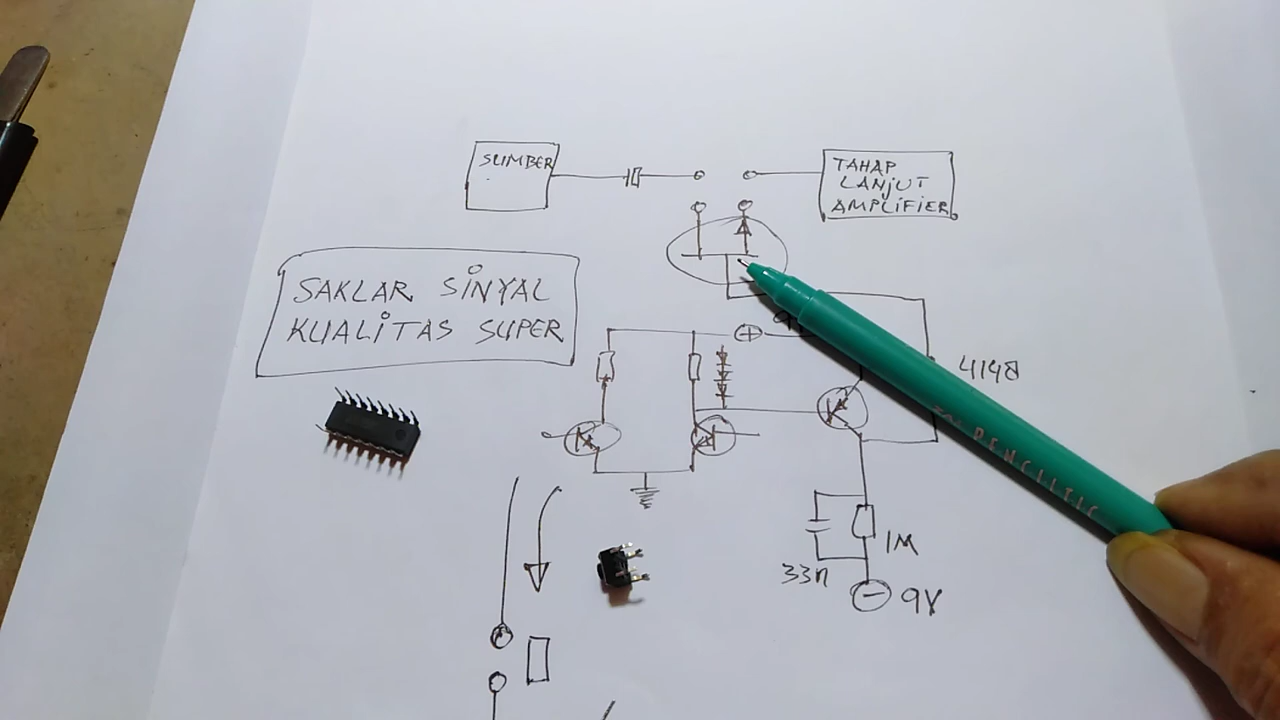 SUMBER
TAHAP
LANJUT
AMPLIFIER
SAKLAR SINYAL
KUALITAS SUPER
4148
1M
33n
9V